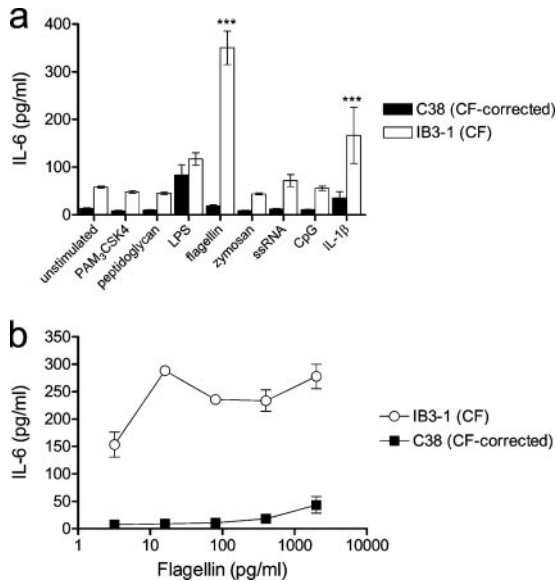 a
IL-6 (pg/ml)
400
300
200
100
0
***
***
C38 (CF-corrected)
IB3-1 (CF)
unstimulated
PAM₃CSK4
peptidoglycan
LPS
flagellin
zymosan
ssRNA
CpG
IL-1β
b
IL-6 (pg/ml)
350
300
250
200
150
100
50
0
IB3-1 (CF)
C38 (CF-corrected)
1 10 100 1000 10000
Flagellin (pg/ml)